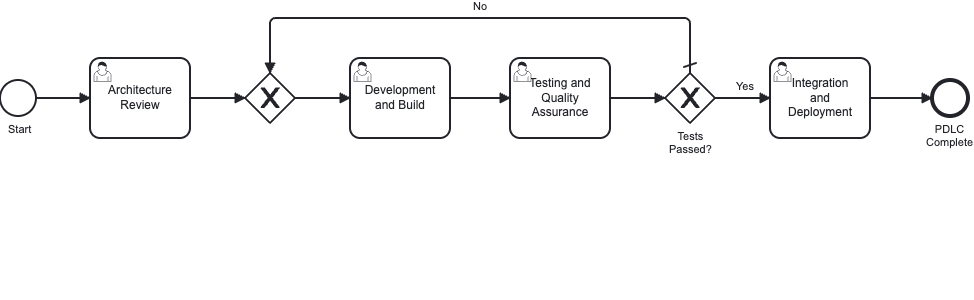 No
Start
Architecture
Review
Development
and Build
Testing and
Quality
Assurance
Tests
Passed?
Yes
Integration
and
Deployment
PDLC
Complete